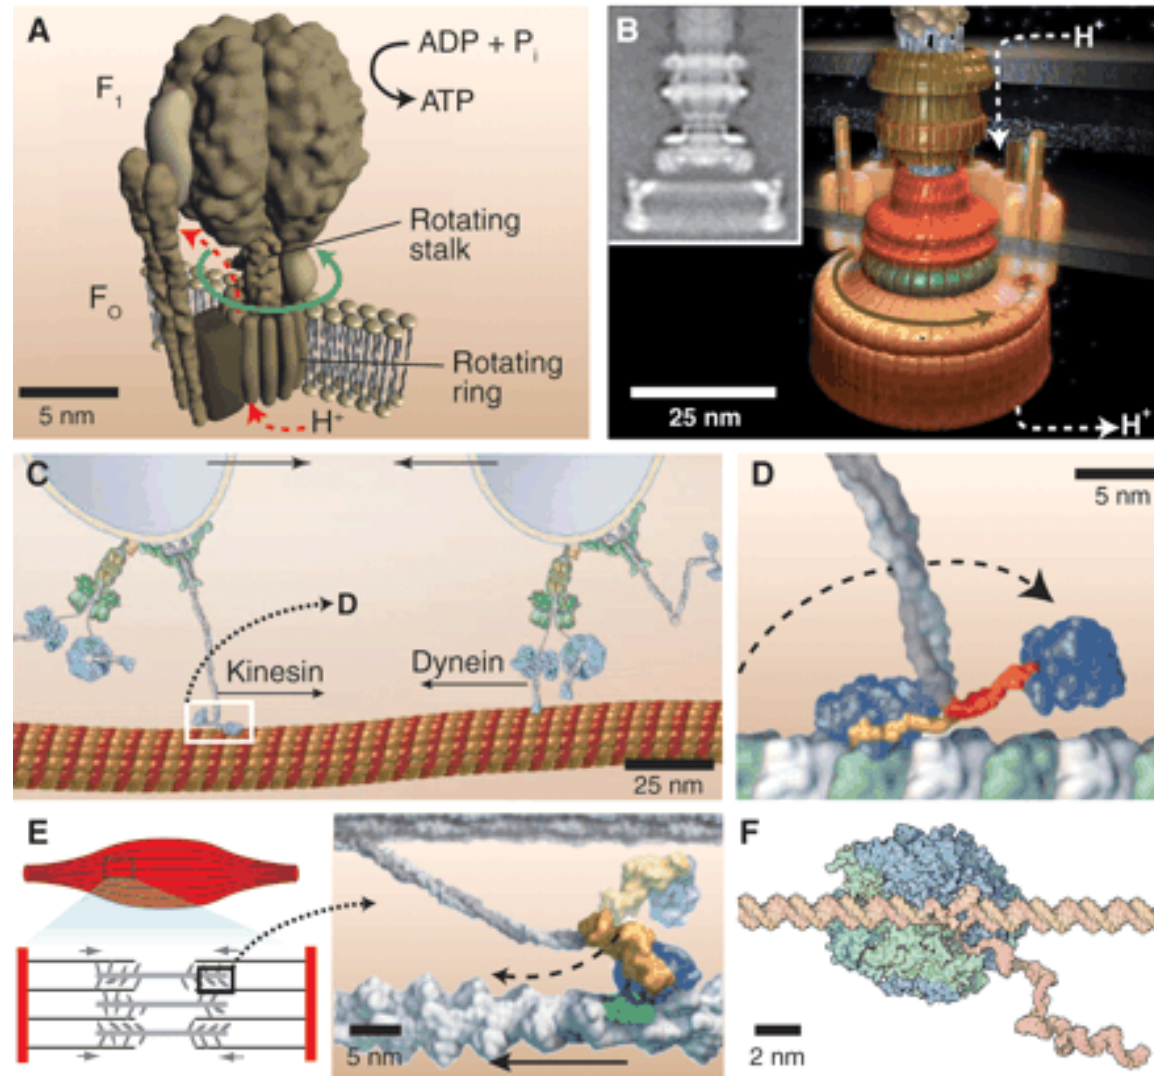 A
ADP + Pi
ATP
F1
Rotating
stalk
FO
Rotating
ring
5 nm
H+
B
H+
25 nm
H+
C
D
Kinesin
Dynein
25 nm
D
5 nm
E
5 nm
F
2 nm